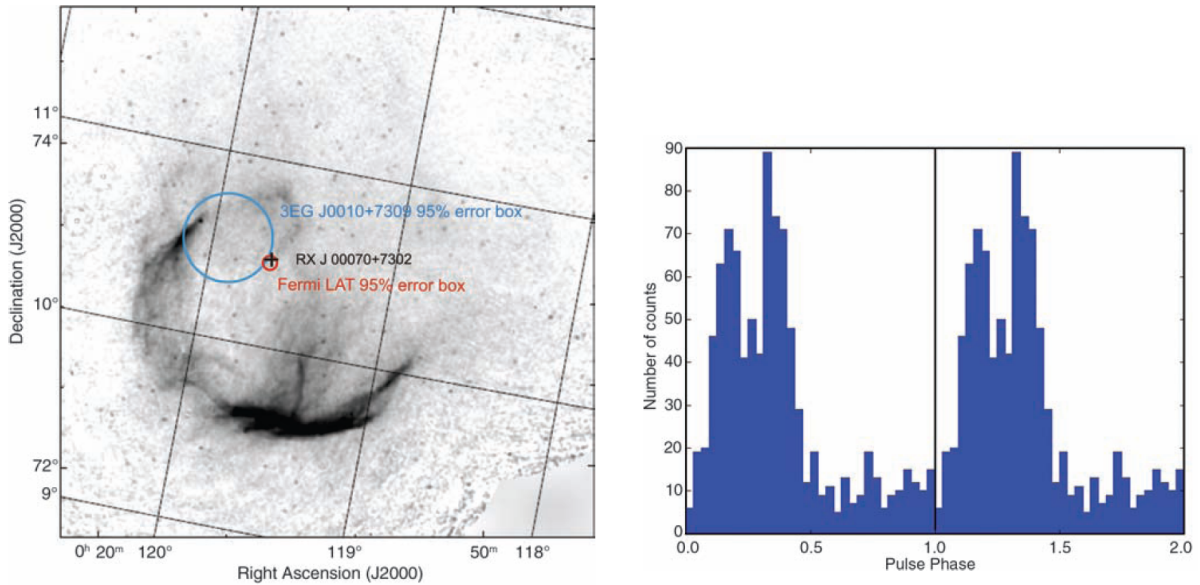 11°
74°
3EG J0010+7309 95% error box
RX J 00070+7302
Fermi LAT 95% error box
Declination (J2000)
10°
72°
9°
0ʰ 20ᵐ 120° 119° 50ᵐ 118°
Right Ascension (J2000)
90
80
70
60
50
40
30
20
10
0
Number of counts
0.0 0.5 1.0 1.5 2.0
Pulse Phase